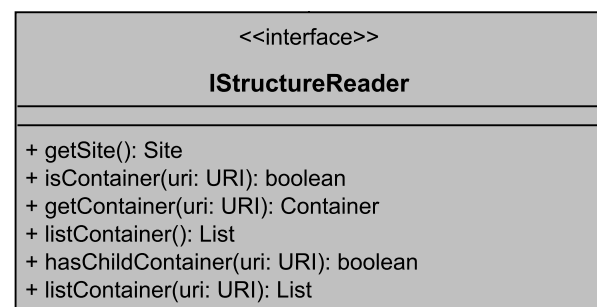 <<interface>>
IStructureReader
+ getSite(): Site
+ isContainer(uri: URI): boolean
+ getContainer(uri: URI): Container
+ listContainer(): List
+ hasChildContainer(uri: URI): boolean
+ listContainer(uri: URI): List